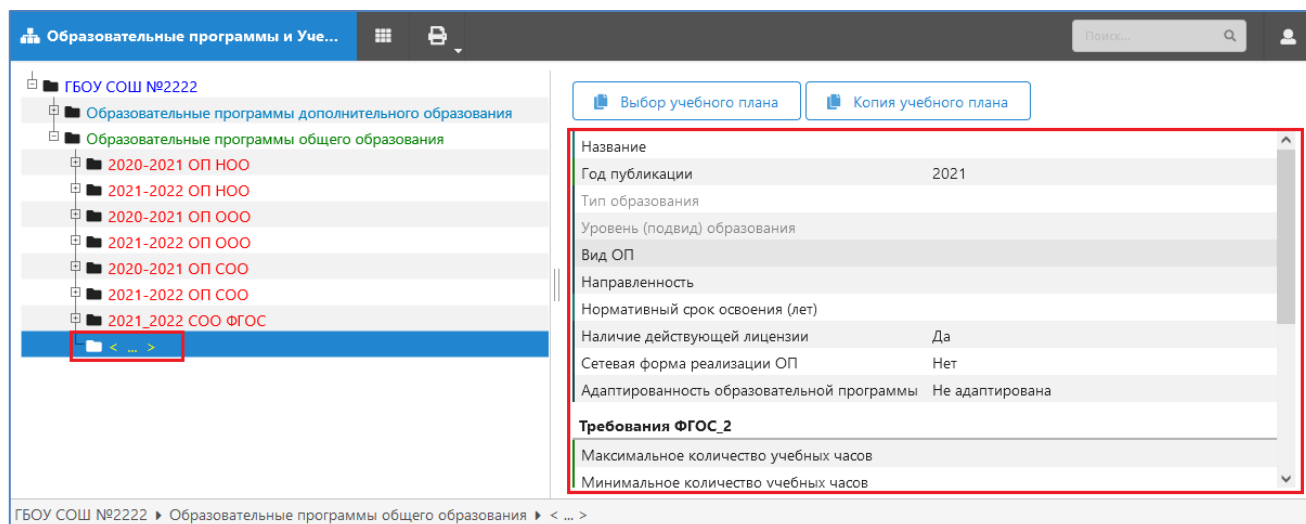 Образовательные программы и Уче...
Поиск...
ГБОУ СОШ №2222
Образовательные программы дополнительного образования
Образовательные программы общего образования
2020-2021 ОП НОО
2021-2022 ОП НОО
2020-2021 ОП ООО
2021-2022 ОП ООО
2020-2021 ОП СОО
2021-2022 ОП СОО
2021_2022 СОО ФГОС
< ... >
Выбор учебного плана
Копия учебного плана
Название
Год публикации 2021
Тип образования
Уровень (подвид) образования
Вид ОП
Направленность
Нормативный срок освоения (лет)
Наличие действующей лицензии Да
Сетевая форма реализации ОП Нет
Адаптированность образовательной программы Не адаптирована
Требования ФГОС_2
Максимальное количество учебных часов
Минимальное количество учебных часов
ГБОУ СОШ №2222 ▸ Образовательные программы общего образования ▸ < ... >